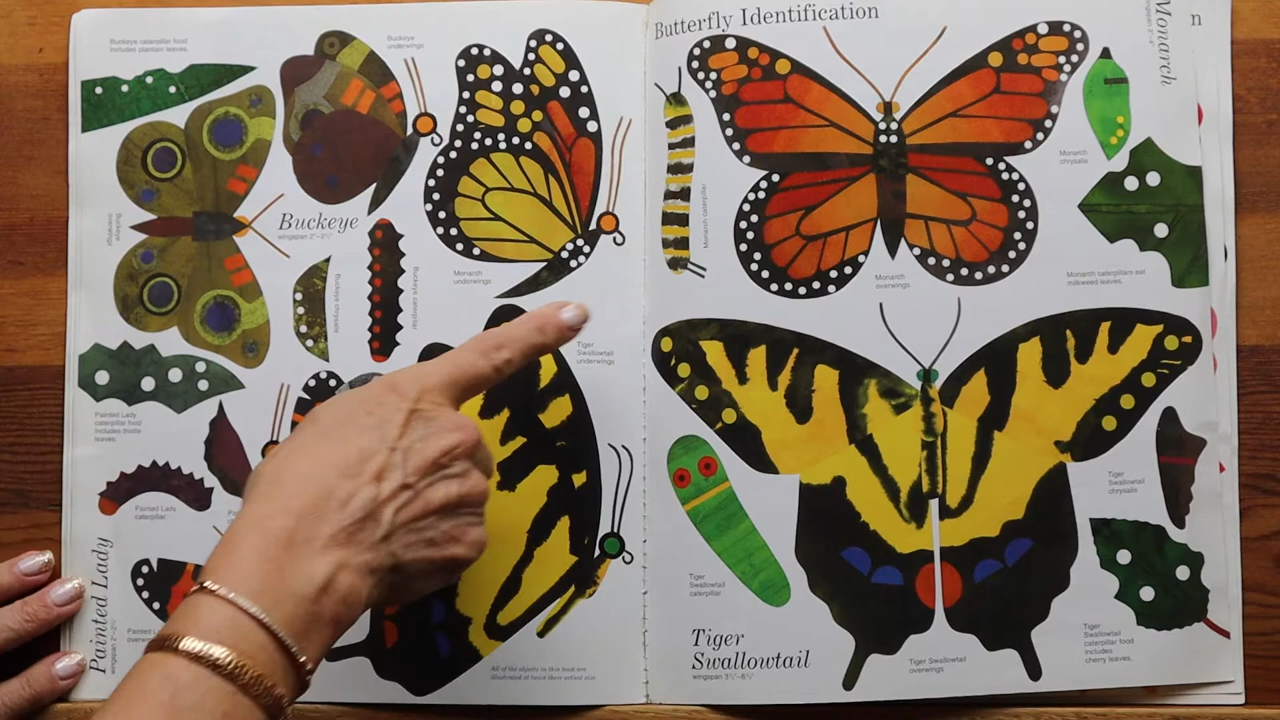 Buckeye caterpillar food
includes plantain leaves.
Buckeye
underwings
Buckeye
overwings
Buckeye
wingspan 2"–2½"
Buckeye chrysalis
Buckeye caterpillar
Monarch
underwings
Painted Lady
caterpillar food
includes thistle
leaves.
Painted Lady
caterpillar
Painted Lady
Tiger
Swallowtail
underwings
All of the objects in this book are
illustrated at twice their actual size.
Butterfly Identification
Monarch
Monarch caterpillar
Monarch
overwings
Monarch
chrysalis
Monarch caterpillars eat
milkweed leaves.
Tiger
Swallowtail
caterpillar
Tiger
Swallowtail
wingspan 3½"–6½"
Tiger Swallowtail
overwings
Tiger
Swallowtail
chrysalis
Tiger
Swallowtail
caterpillar food
includes
cherry leaves.
n